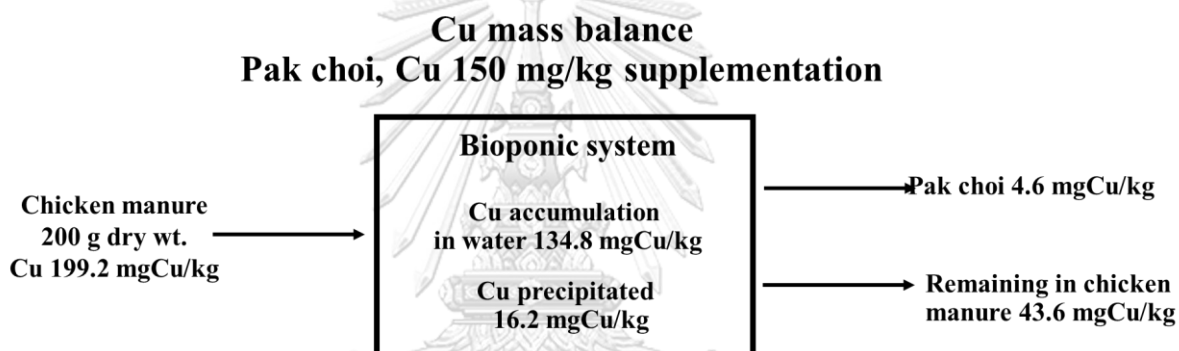 Cu mass balance
Pak choi, Cu 150 mg/kg supplementation
Chicken manure
200 g dry wt.
Cu 199.2 mgCu/kg
Bioponic system
Cu accumulation
in water 134.8 mgCu/kg
Cu precipitated
16.2 mgCu/kg
Pak choi 4.6 mgCu/kg
Remaining in chicken
manure 43.6 mgCu/kg